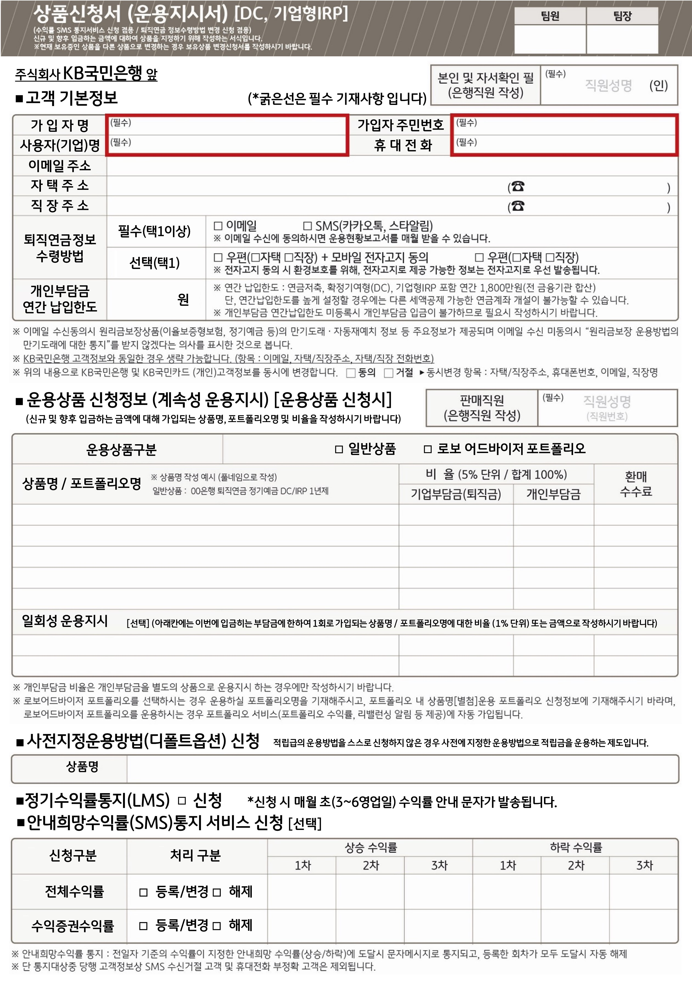 상품신청서 (운용지시서) [DC, 기업형IRP]
(수익률 SMS 통지서비스 신청 겸용 / 퇴직연금 정보수령방법 변경 신청 겸용)
신규 및 향후 입금하는 금액에 대하여 상품을 지정하기 위해 작성하는 서식입니다.
※현재 보유중인 상품을 다른 상품으로 변경하는 경우 보유상품 변경신청서를 작성하시기 바랍니다.
팀원 팀장
주식회사 KB국민은행 앞
본인 및 자서확인 필
(은행직원 작성)
(필수) 직원성명 (인)
■ 고객 기본정보 (*굵은선은 필수 기재사항 입니다)
가 입 자 명 (필수) 가입자 주민번호 (필수)
사용자(기업)명 (필수) 휴 대 전 화 (필수)
이메일 주소
자 택 주 소 (☎ )
직 장 주 소 (☎ )
퇴직연금정보
수령방법
필수(택1이상)
□ 이메일 □ SMS(카카오톡, 스타알림)
※ 이메일 수신에 동의하시면 운용현황보고서를 매월 받을 수 있습니다.
선택(택1)
□ 우편(□자택 □직장) + 모바일 전자고지 동의 □ 우편(□자택 □직장)
※ 전자고지 동의 시 환경보호를 위해, 전자고지로 제공 가능한 정보는 전자고지로 우선 발송됩니다.
개인부담금
연간 납입한도
원
※ 연간 납입한도 : 연금저축, 확정기여형(DC), 기업형IRP 포함 연간 1,800만원(전 금융기관 합산)
단, 연간납입한도를 높게 설정할 경우에는 다른 세액공제 가능한 연금계좌 개설이 불가능할 수 있습니다.
※ 개인부담금 연간납입한도 미등록시 개인부담금 입금이 불가하므로 필요시 작성하시기 바랍니다.
※ 이메일 수신동의시 원리금보장상품(이율보증형보험, 정기예금 등)의 만기도래 · 자동재예치 정보 등 주요정보가 제공되며 이메일 수신 미동의시 “원리금보장 운용방법의
만기도래에 대한 통지”를 받지 않겠다는 의사를 표시한 것으로 봅니다.
※ KB국민은행 고객정보와 동일한 경우 생략 가능합니다. (항목 : 이메일, 자택/직장주소, 자택/직장 전화번호)
※ 위의 내용으로 KB국민은행 및 KB국민카드 (개인)고객정보를 동시에 변경합니다. □ 동의 □ 거절 ▶동시변경 항목 : 자택/직장주소, 휴대폰번호, 이메일, 직장명
■ 운용상품 신청정보 (계속성 운용지시) [운용상품 신청시]
(신규 및 향후 입금하는 금액에 대해 가입되는 상품명, 포트폴리오명 및 비율을 작성하시기 바랍니다)
판매직원
(은행직원 작성)
(필수) 직원성명
(직원번호)
운용상품구분 □ 일반상품 □ 로보 어드바이저 포트폴리오
상품명 / 포트폴리오명
※ 상품명 작성 예시 (풀네임으로 작성)
일반상품 : 00은행 퇴직연금 정기예금 DC/IRP 1년제
비 율 (5% 단위 / 합계 100%)
기업부담금(퇴직금) 개인부담금
환매
수수료
일회성 운용지시 [선택] (아래칸에는 이번에 입금히는 부담금에 한하여 1회로 가입되는 상품명 / 포트폴리오명에 대한 비율 (1% 단위) 또는 금액으로 작성하시기 바랍니다)
※ 개인부담금 비율은 개인부담금을 별도의 상품으로 운용지시 하는 경우에만 작성하시기 바랍니다.
※ 로보어드바이저 포트폴리오를 선택하시는 경우 운용하실 포트폴리오명을 기재해주시고, 포트폴리오 내 상품명[별첨]운용 포트폴리오 신청정보에 기재해주시기 바라며,
로보어드바이저 포트폴리오를 운용하시는 경우 포트폴리오 서비스(포트폴리오 수익률, 리밸런싱 알림 등 제공)에 자동 가입됩니다.
■ 사전지정운용방법(디폴트옵션) 신청 적립급의 운용방법을 스스로 신청하지 않은 경우 사전에 지정한 운용방법으로 적립금을 운용하는 제도입니다.
상품명
■정기수익률통지(LMS) □ 신청 *신청 시 매월 초(3~6영업일) 수익률 안내 문자가 발송됩니다.
■안내희망수익률(SMS)통지 서비스 신청 [선택]
신청구분 처리 구분 상승 수익률 하락 수익률
1차 2차 3차 1차 2차 3차
전체수익률 □ 등록/변경 □ 해제
수익증권수익률 □ 등록/변경 □ 해제
※ 안내희망수익률 통지 : 전일자 기준의 수익률이 지정한 안내희망 수익률(상승/하락)에 도달시 문자메시지로 통지되고, 등록한 회차가 모두 도달시 자동 해제
※ 단 통지대상중 당행 고객정보상 SMS 수신거절 고객 및 휴대전화 부정확 고객은 제외됩니다.